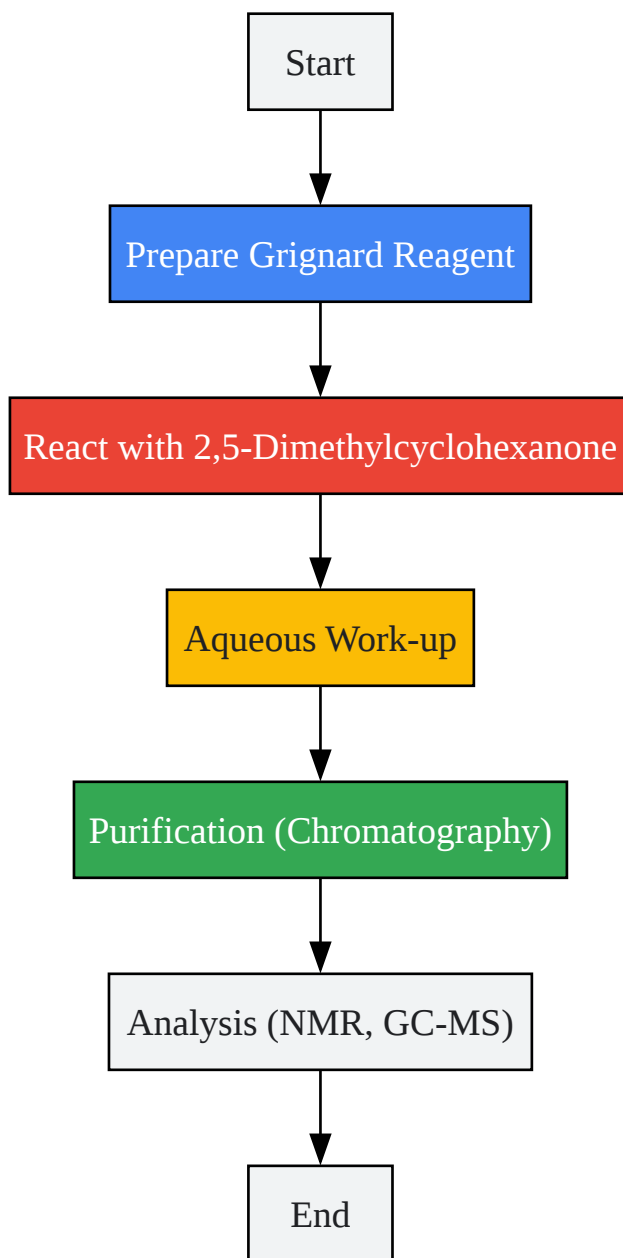 Start
Prepare Grignard Reagent
React with 2,5-Dimethylcyclohexanone
Aqueous Work-up
Purification (Chromatography)
Analysis (NMR, GC-MS)
End